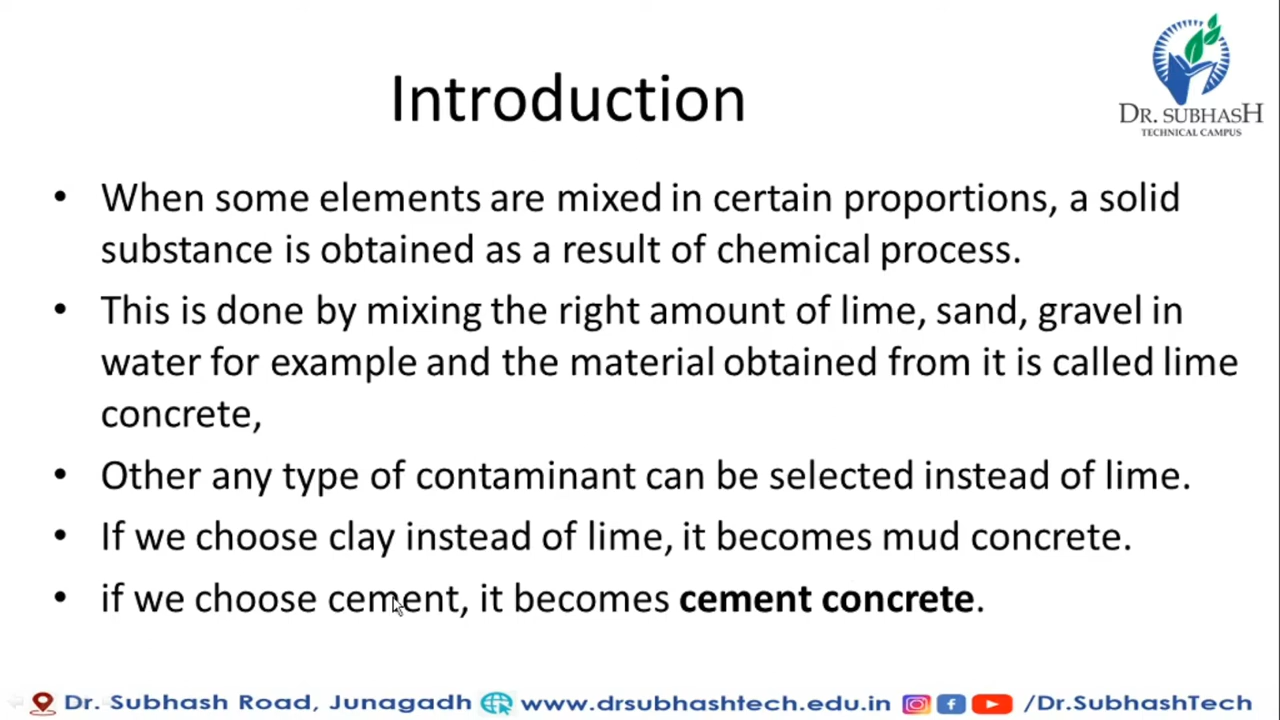 DR. SUBHASH
TECHNICAL CAMPUS
Introduction
• When some elements are mixed in certain proportions, a solid
substance is obtained as a result of chemical process.
• This is done by mixing the right amount of lime, sand, gravel in
water for example and the material obtained from it is called lime
concrete,
• Other any type of contaminant can be selected instead of lime.
• If we choose clay instead of lime, it becomes mud concrete.
• if we choose cement, it becomes cement concrete.
Dr. Subhash Road, Junagadh www.drsubhashtech.edu.in /Dr.SubhashTech